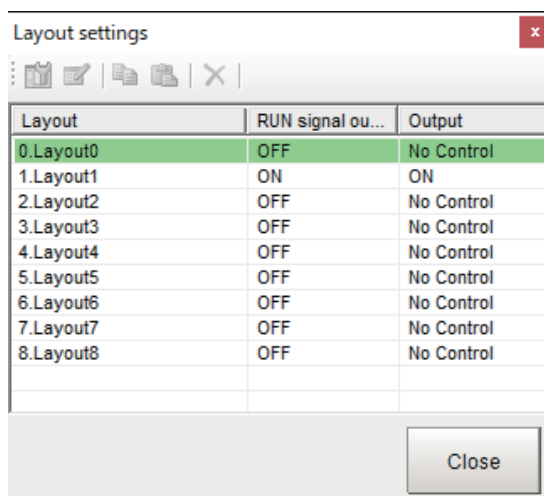 Layout settings
x
Layout RUN signal ou... Output
0.Layout0 OFF No Control
1.Layout1 ON ON
2.Layout2 OFF No Control
3.Layout3 OFF No Control
4.Layout4 OFF No Control
5.Layout5 OFF No Control
6.Layout6 OFF No Control
7.Layout7 OFF No Control
8.Layout8 OFF No Control
Close